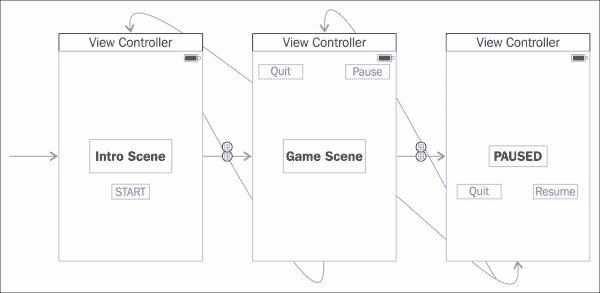 View Controller
Intro Scene
START
View Controller
Quit Pause
Game Scene
View Controller
PAUSED
Quit Resume